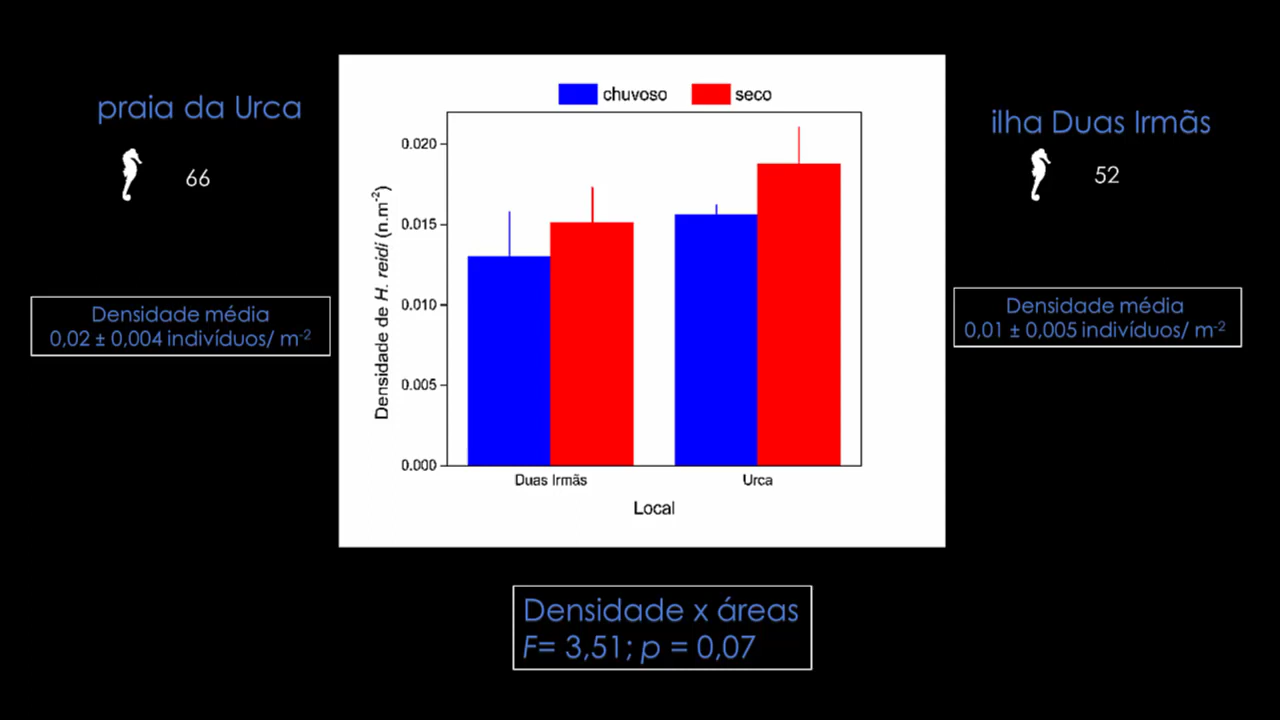 praia da Urca
66
Densidade média
0,02 ± 0,004 indivíduos/ m-2
chuvoso
seco
0.020
0.015
0.010
0.005
0.000
Densidade de H. reidi (n.m-2)
Duas Irmãs
Urca
Local
ilha Duas Irmãs
52
Densidade média
0,01 ± 0,005 indivíduos/ m-2
Densidade x áreas
F= 3,51; p = 0,07